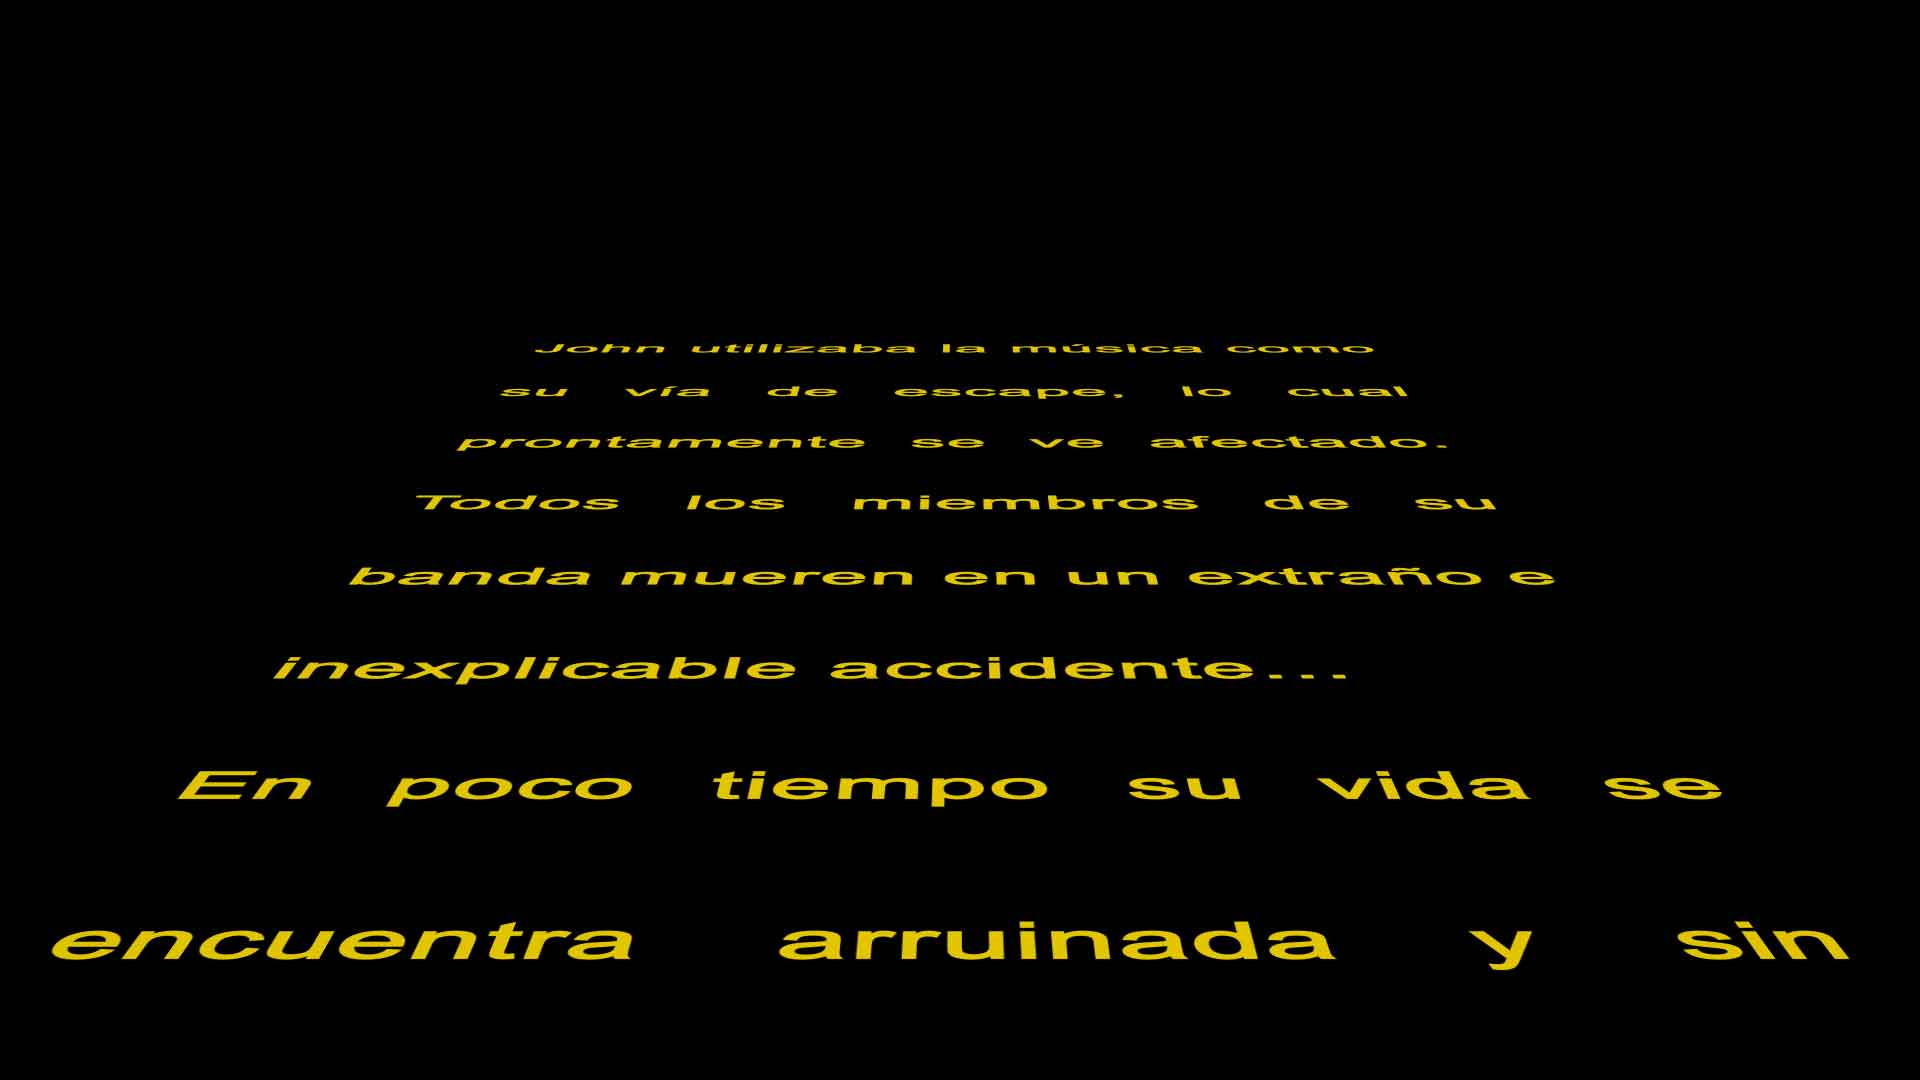 John utilizaba la música como
su vía de escape, lo cual
prontamente se ve afectado.
Todos los miembros de su
banda mueren en un extraño e
inexplicable accidente...
En poco tiempo su vida se
encuentra arruinada y sin